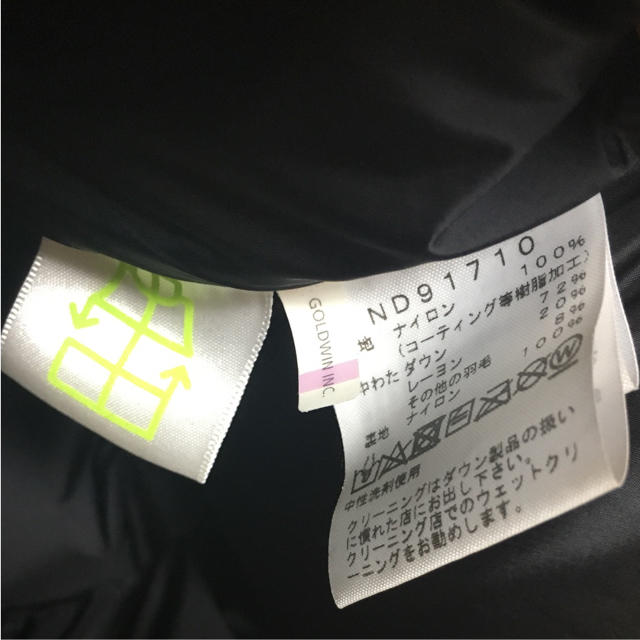 GOLDWIN INC.
ND91710
ナイロン 100%
(コーティング等樹脂加工)
中わた ダウン 72%
レーヨン 20%
その他の羽毛 8%
裏地 ナイロン 100%
中性洗剤使用
クリーニングはダウン製品の扱い
に慣れた店にお出し下さい。
クリーニング店でのウェットクリ
ーニングをお勧めします。